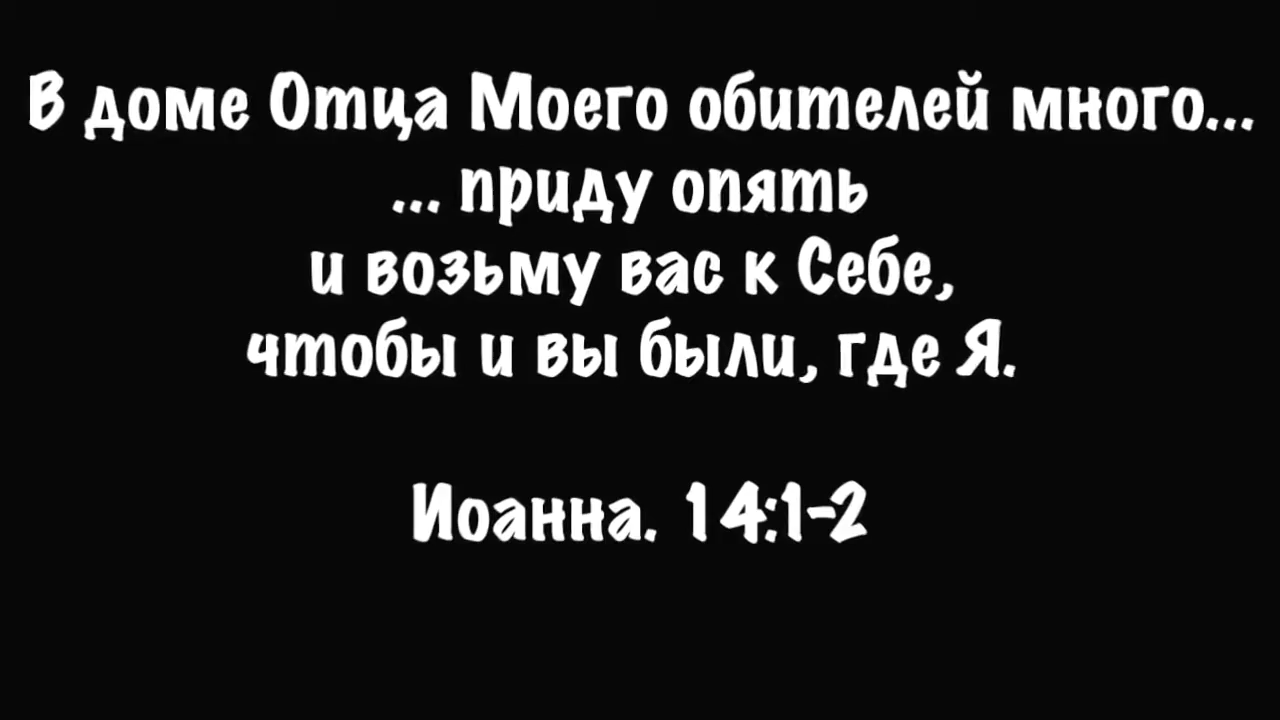 В доме Отца Моего обителей много...
... приду опять
и возьму вас к Себе,
чтобы и вы были, где Я.
Иоанна. 14:1-2